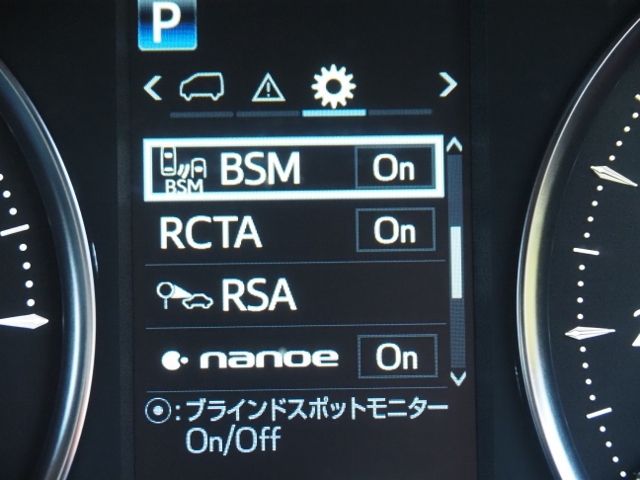 P
BSM BSM On
RCTA On
RSA
nanoe On
:ブラインドスポットモニター
On/Off